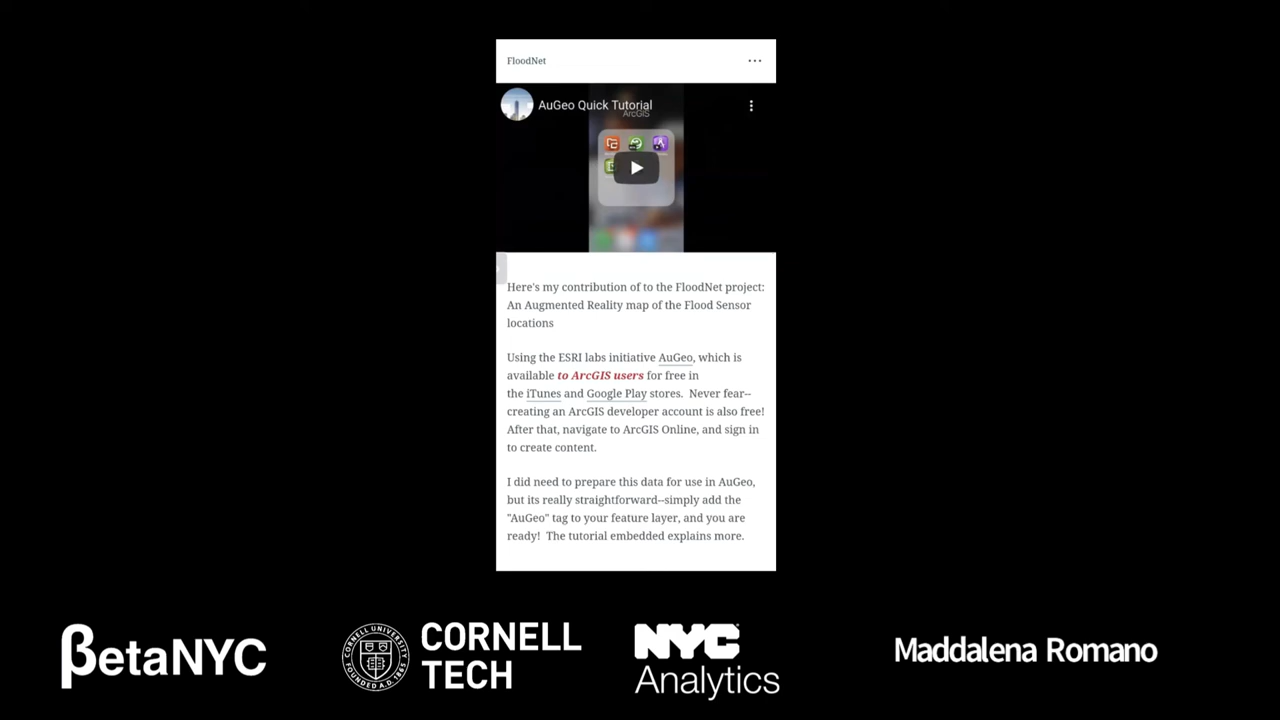 FloodNet
AuGeo Quick Tutorial
ArcGIS
Here's my contribution of to the FloodNet project:
An Augmented Reality map of the Flood Sensor
locations
Using the ESRI labs initiative AuGeo, which is
available to ArcGIS users for free in
the iTunes and Google Play stores. Never fear--
creating an ArcGIS developer account is also free!
After that, navigate to ArcGIS Online, and sign in
to create content.
I did need to prepare this data for use in AuGeo,
but its really straightforward--simply add the
"AuGeo" tag to your feature layer, and you are
ready! The tutorial embedded explains more.
βetaNYC
CORNELL UNIVERSITY
FOUNDED A.D. 1865
CORNELL
TECH
NYC
Analytics
Maddalena Romano